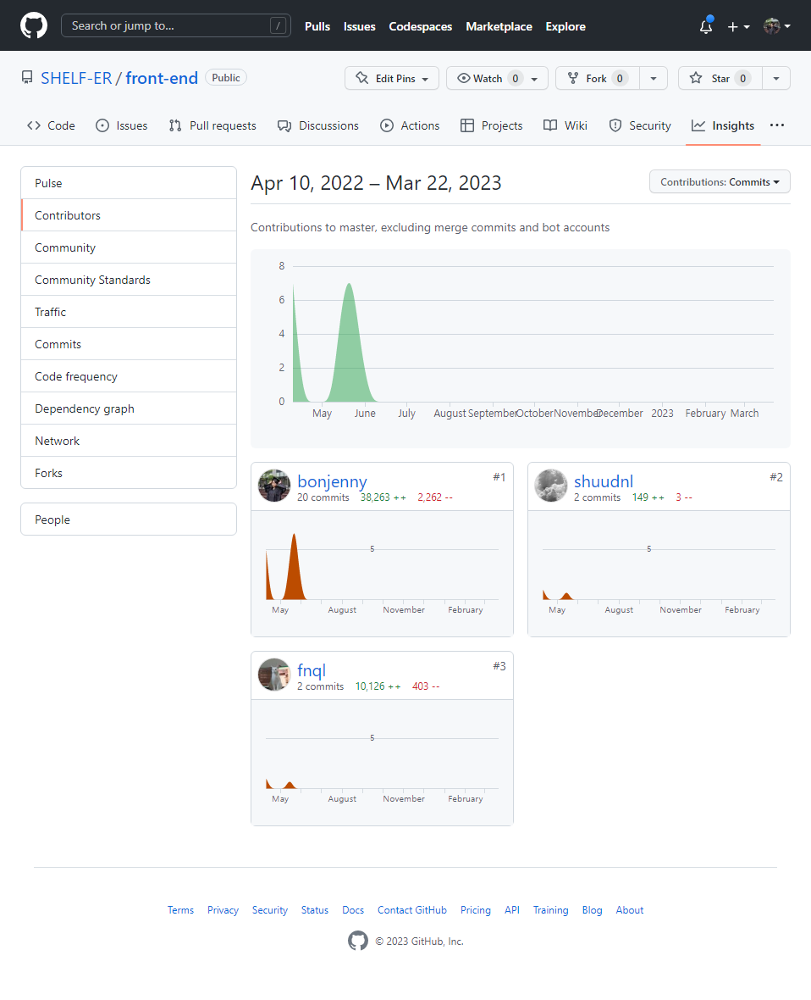 Search or jump to... / Pulls Issues Codespaces Marketplace Explore
SHELF-ER / front-end Public Edit Pins Watch 0 Fork 0 Star 0
Code Issues Pull requests Discussions Actions Projects Wiki Security Insights
Pulse
Contributors
Community
Community Standards
Traffic
Commits
Code frequency
Dependency graph
Network
Forks
People
Apr 10, 2022 – Mar 22, 2023 Contributions: Commits
Contributions to master, excluding merge commits and bot accounts
8
6
4
2
0
May June July August September October November December 2023 February March
bonjenny #1
20 commits 38,263 ++ 2,262 --
5
May August November February
shuudnl #2
2 commits 149 ++ 3 --
5
May August November February
fnql #3
2 commits 10,126 ++ 403 --
5
May August November February
Terms Privacy Security Status Docs Contact GitHub Pricing API Training Blog About
© 2023 GitHub, Inc.